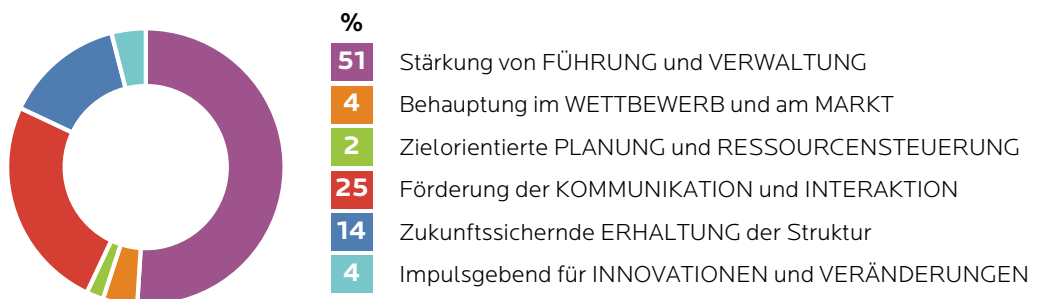 %
51 Stärkung von FÜHRUNG und VERWALTUNG
4 Behauptung im WETTBEWERB und am MARKT
2 Zielorientierte PLANUNG und RESSOURCENSTEUERUNG
25 Förderung der KOMMUNIKATION und INTERAKTION
14 Zukunftssichernde ERHALTUNG der Struktur
4 Impulsgebend für INNOVATIONEN und VERÄNDERUNGEN